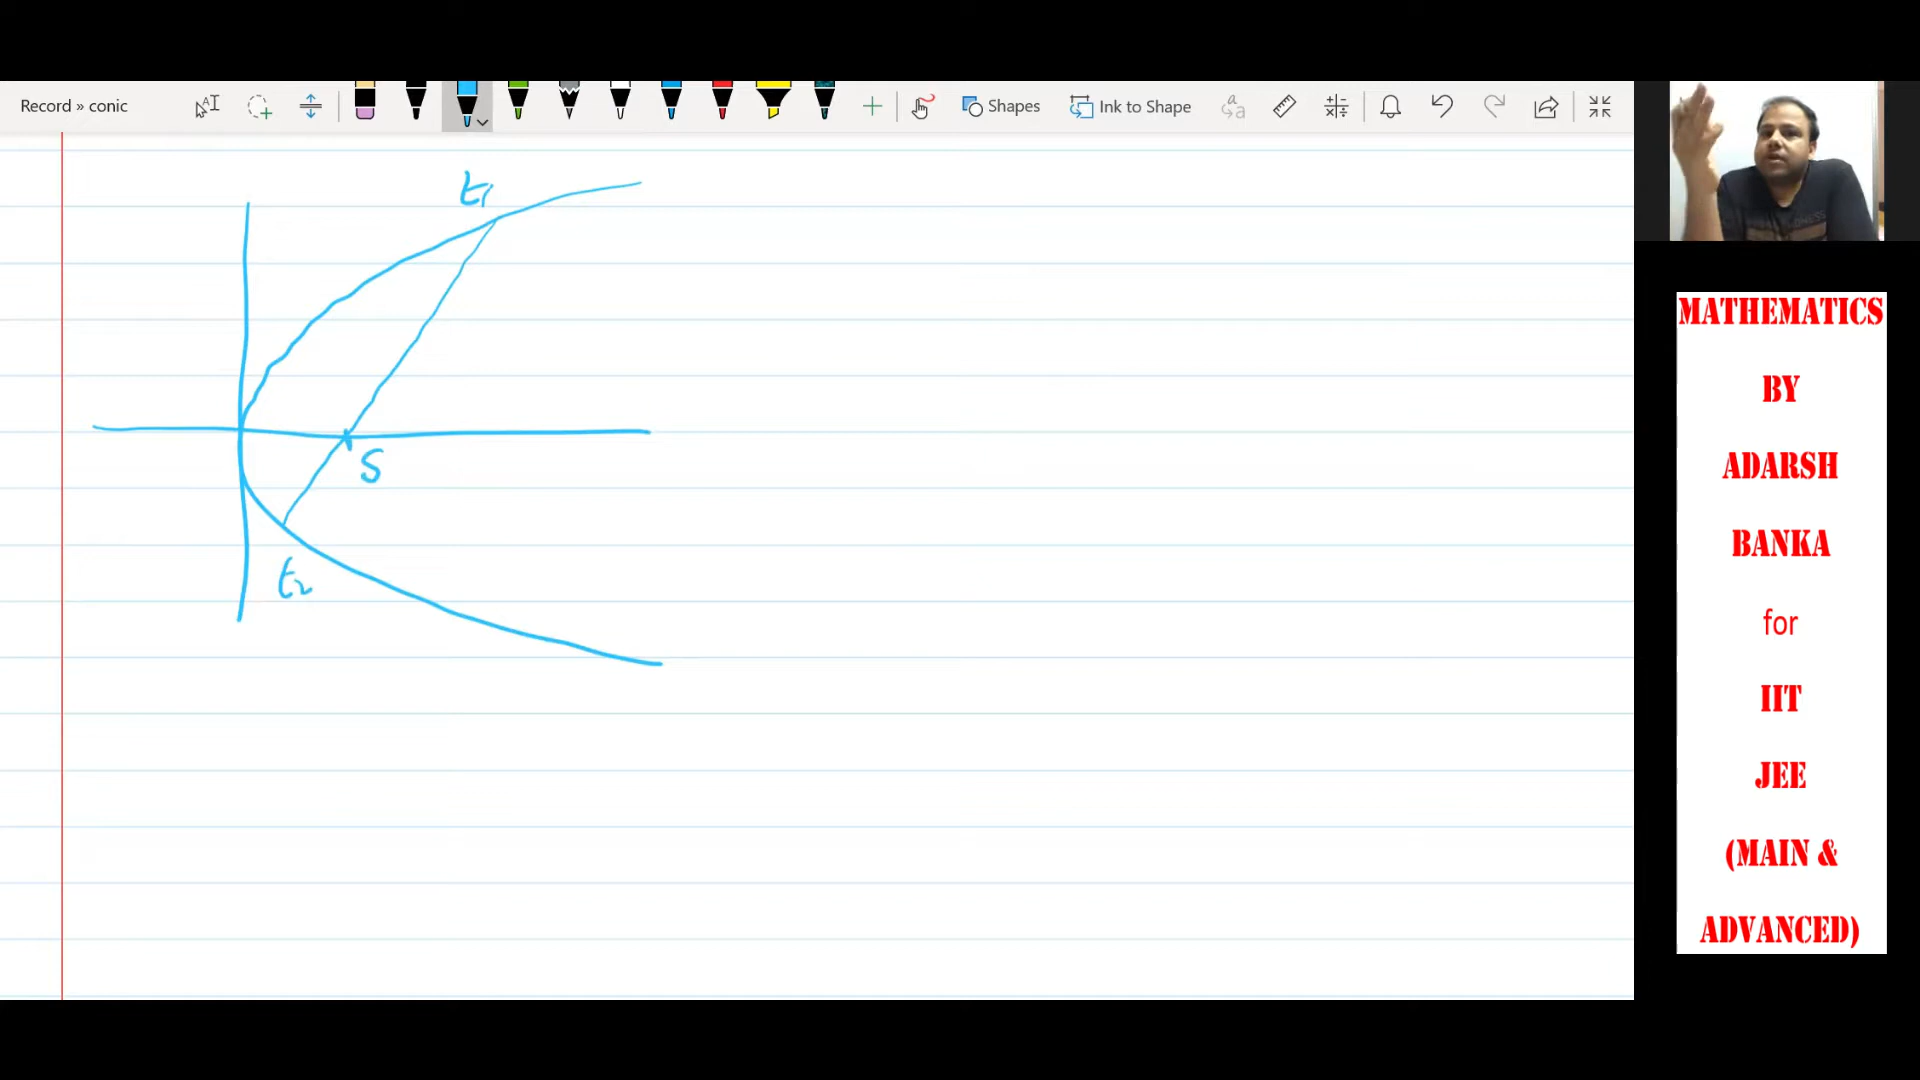 Record » conic
Shapes
Ink to Shape
t₁
S
t₂
MATHEMATICS
BY
ADARSH
BANKA
for
IIT
JEE
(MAIN &
ADVANCED)